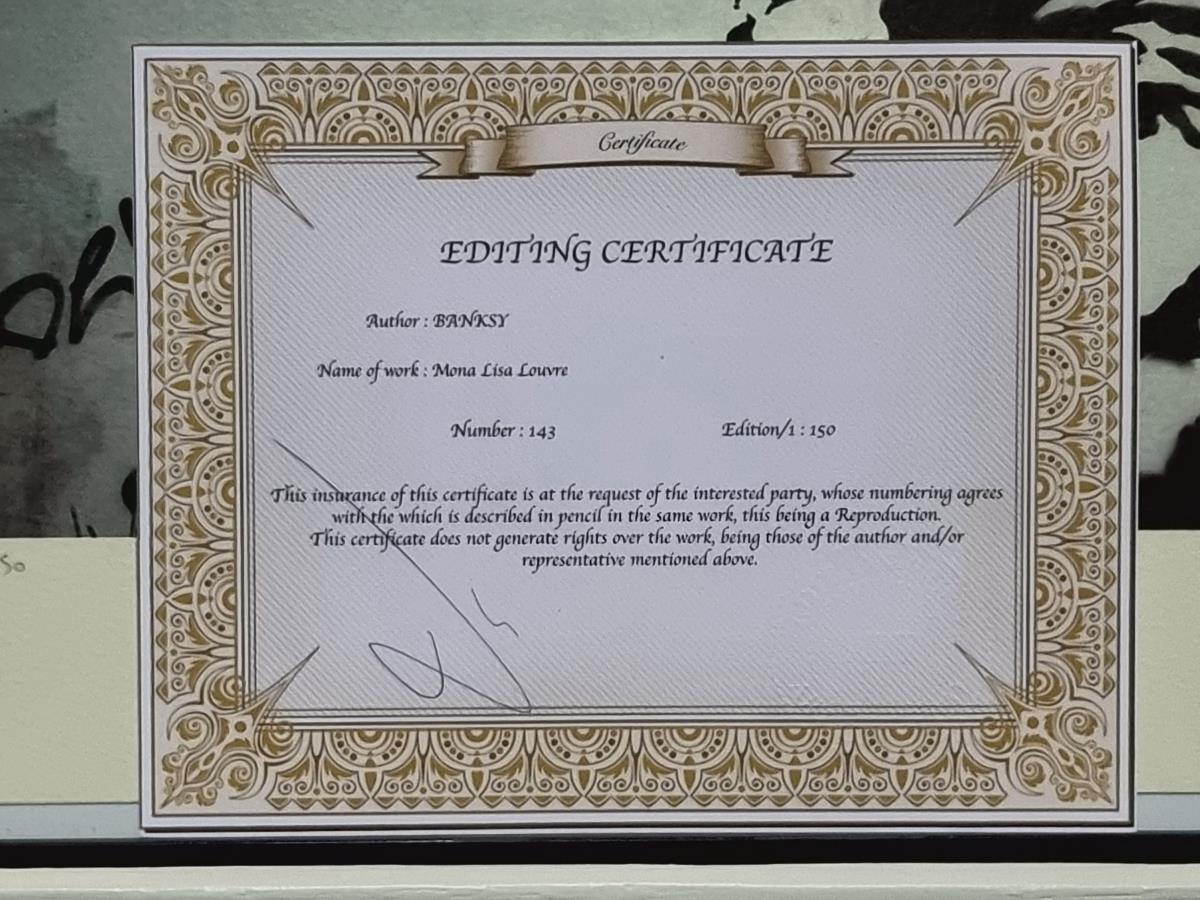 Certificate
EDITING CERTIFICATE
Author : BANKSY
Name of work : Mona Lisa Louvre
Number : 143 Edition/1 : 150
This insurance of this certificate is at the request of the interested party, whose numbering agrees
with the which is described in pencil in the same work, this being a Reproduction.
This certificate does not generate rights over the work, being those of the author and/or
representative mentioned above.